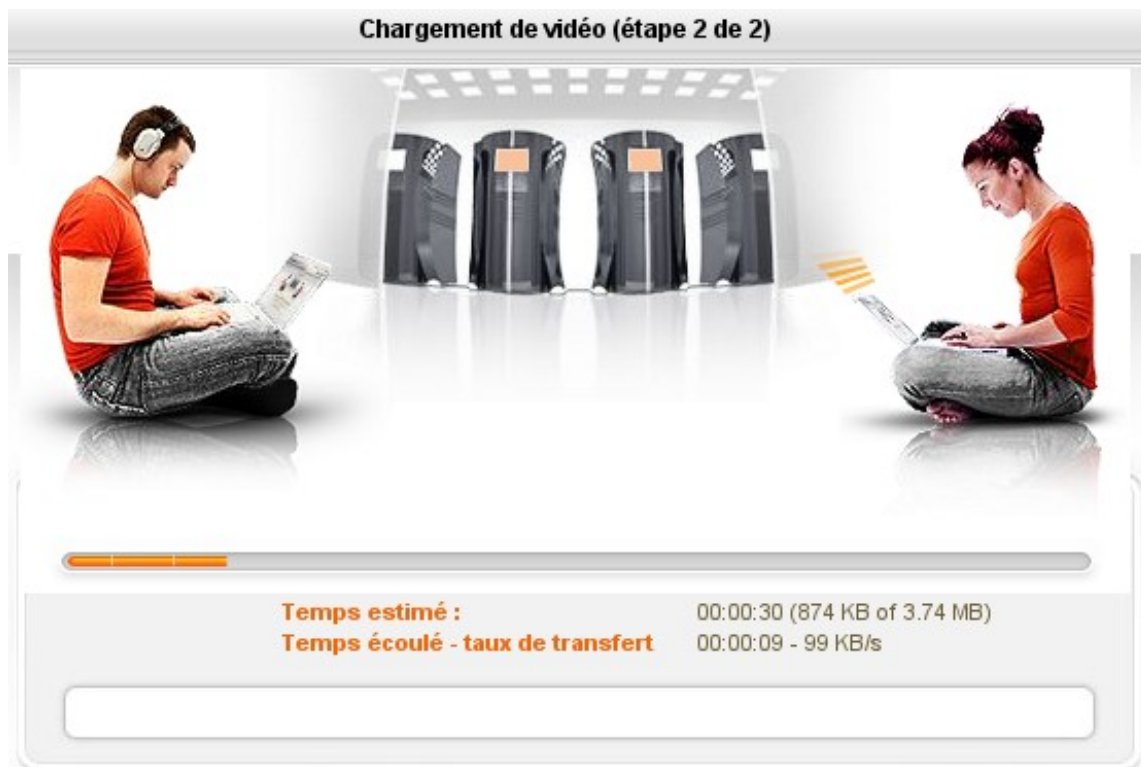 Chargement de vidéo (étape 2 de 2)
Temps estimé : 00:00:30 (874 KB of 3.74 MB)
Temps écoulé - taux de transfert 00:00:09 - 99 KB/s